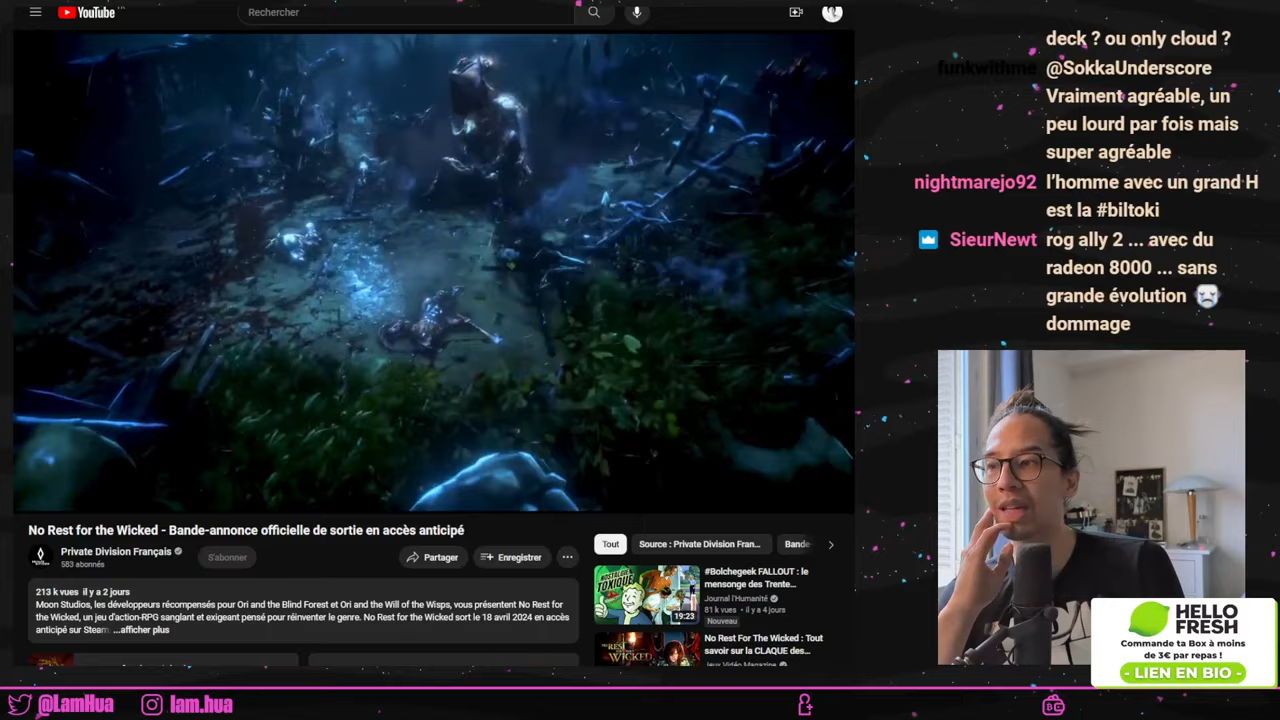 YouTube
Rechercher
No Rest for the Wicked - Bande-annonce officielle de sortie en accès anticipé
Private Division Français
583 abonnés
S'abonner
Partager
Enregistrer
213 k vues il y a 2 jours
Moon Studios, les développeurs récompensés pour Ori and the Blind Forest et Ori and the Will of the Wisps, vous présentent No Rest for
the Wicked, un jeu d'action-RPG sanglant et exigeant pensé pour réinventer le genre. No Rest for the Wicked sort le 18 avril 2024 en accès
anticipé sur Steam ...afficher plus
Tout
Source : Private Division Fran...
Bande
NOSTALGIE
TOXIQUE
19:23
#Bolchegeek FALLOUT : le
mensonge des Trente...
Journal l'Humanité
81 k vues • il y a 4 jours
Nouveau
WICKED
No Rest For The Wicked : Tout
savoir sur la CLAQUE des...
Jeux Vidéo Magazine
deck ? ou only cloud ?
funkwithme @SokkaUnderscore
Vraiment agréable, un
peu lourd par fois mais
super agréable
nightmarejo92 l'homme avec un grand H
est la #biltoki
SieurNewt rog ally 2 ... avec du
radeon 8000 ... sans
grande évolution
dommage
HELLO
FRESH
Commande ta Box à moins
de 3€ par repas !
- LIEN EN BIO -
@LamHua
lam.hua